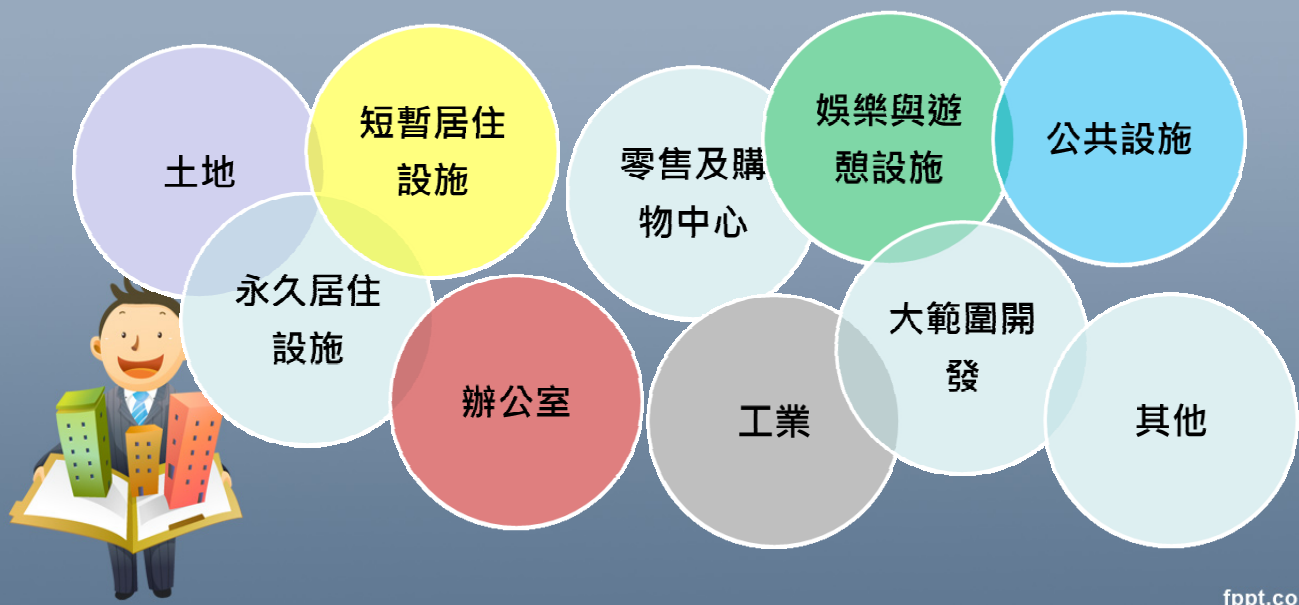 土地
短暫居住
設施
永久居住
設施
辦公室
零售及購
物中心
娛樂與遊
憩設施
公共設施
工業
大範圍開
發
其他
fppt.co